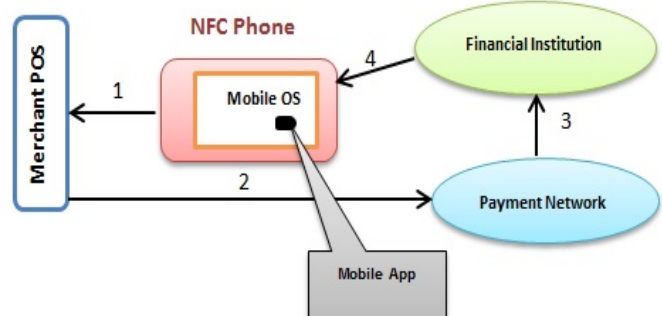 NFC Phone
Financial Institution
4
Merchant POS
1
Mobile OS
3
2
Payment Network
Mobile App